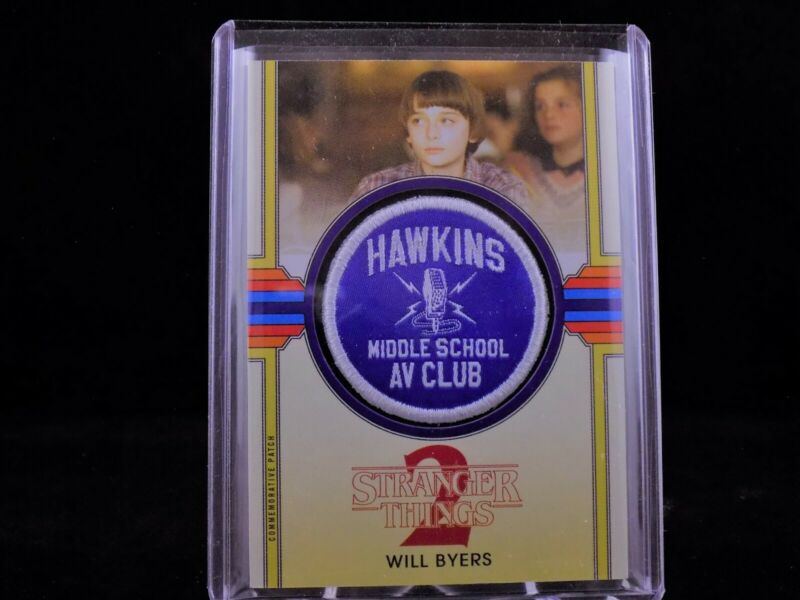 HAWKINS
MIDDLE SCHOOL
AV CLUB
COMMEMORATIVE PATCH
2
STRANGER
THINGS
WILL BYERS